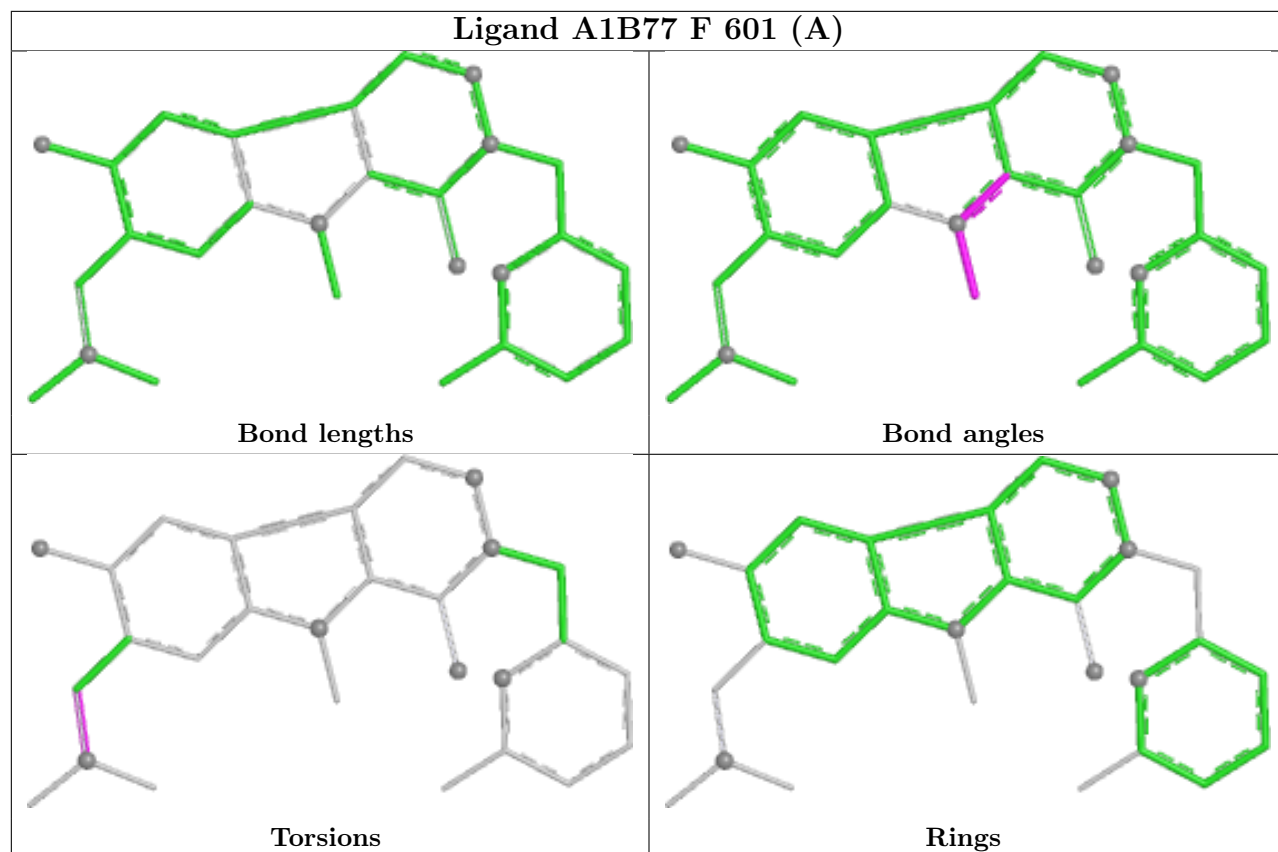 Ligand A1B77 F 601 (A)
Bond lengths
Bond angles
Torsions
Rings